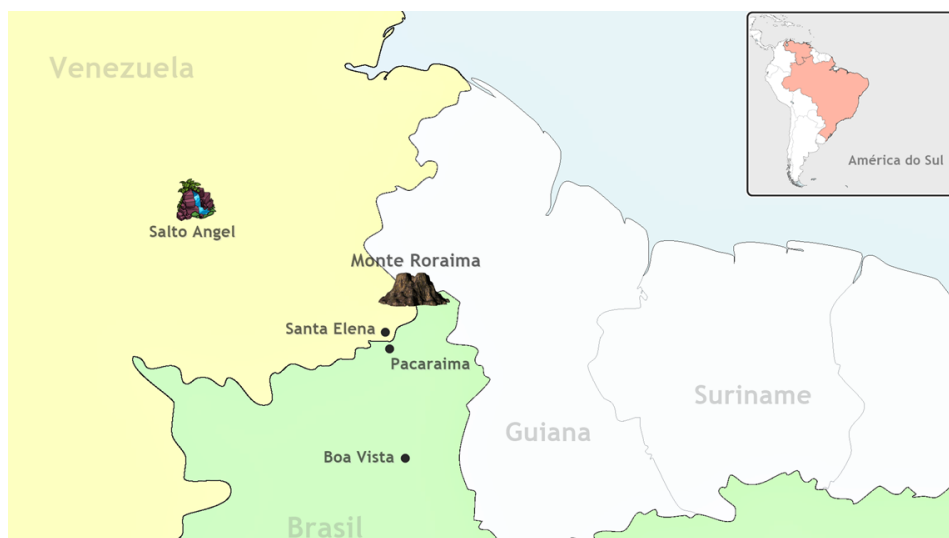 Venezuela
América do Sul
Salto Angel
Monte Roraima
Santa Elena
Pacaraima
Suriname
Guiana
Boa Vista
Brasil